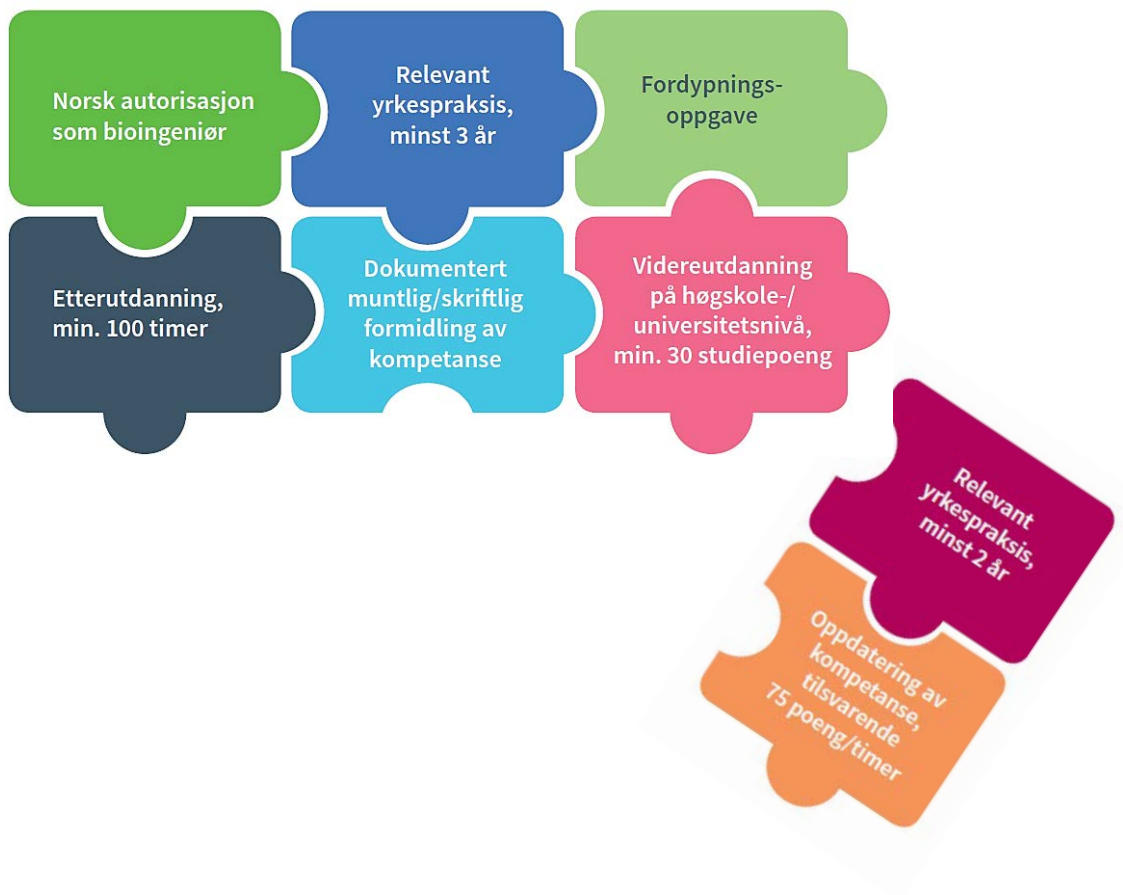 Norsk autorisasjon
som bioingeniør
Relevant
yrkespraksis,
minst 3 år
Fordypnings-
oppgave
Etterutdanning,
min. 100 timer
Dokumentert
muntlig/skriftlig
formidling av
kompetanse
Videreutdanning
på høgskole-/
universitetsnivå,
min. 30 studiepoeng
Relevant
yrkespraksis,
minst 2 år
Oppdatering av
kompetanse,
tilsvarende
75 poeng/timer